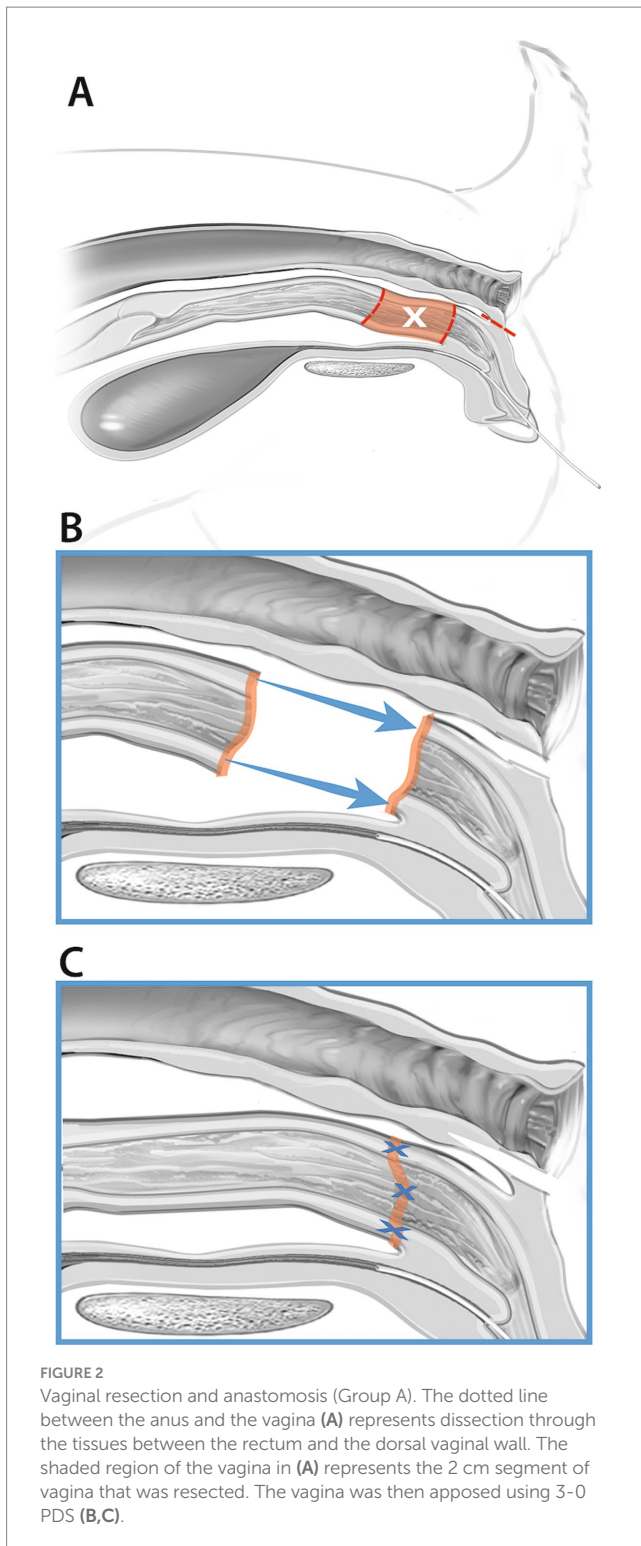 A
X
B
C
FIGURE 2
Vaginal resection and anastomosis (Group A). The dotted line
between the anus and the vagina (A) represents dissection through
the tissues between the rectum and the dorsal vaginal wall. The
shaded region of the vagina in (A) represents the 2 cm segment of
vagina that was resected. The vagina was then apposed using 3-0
PDS (B,C).